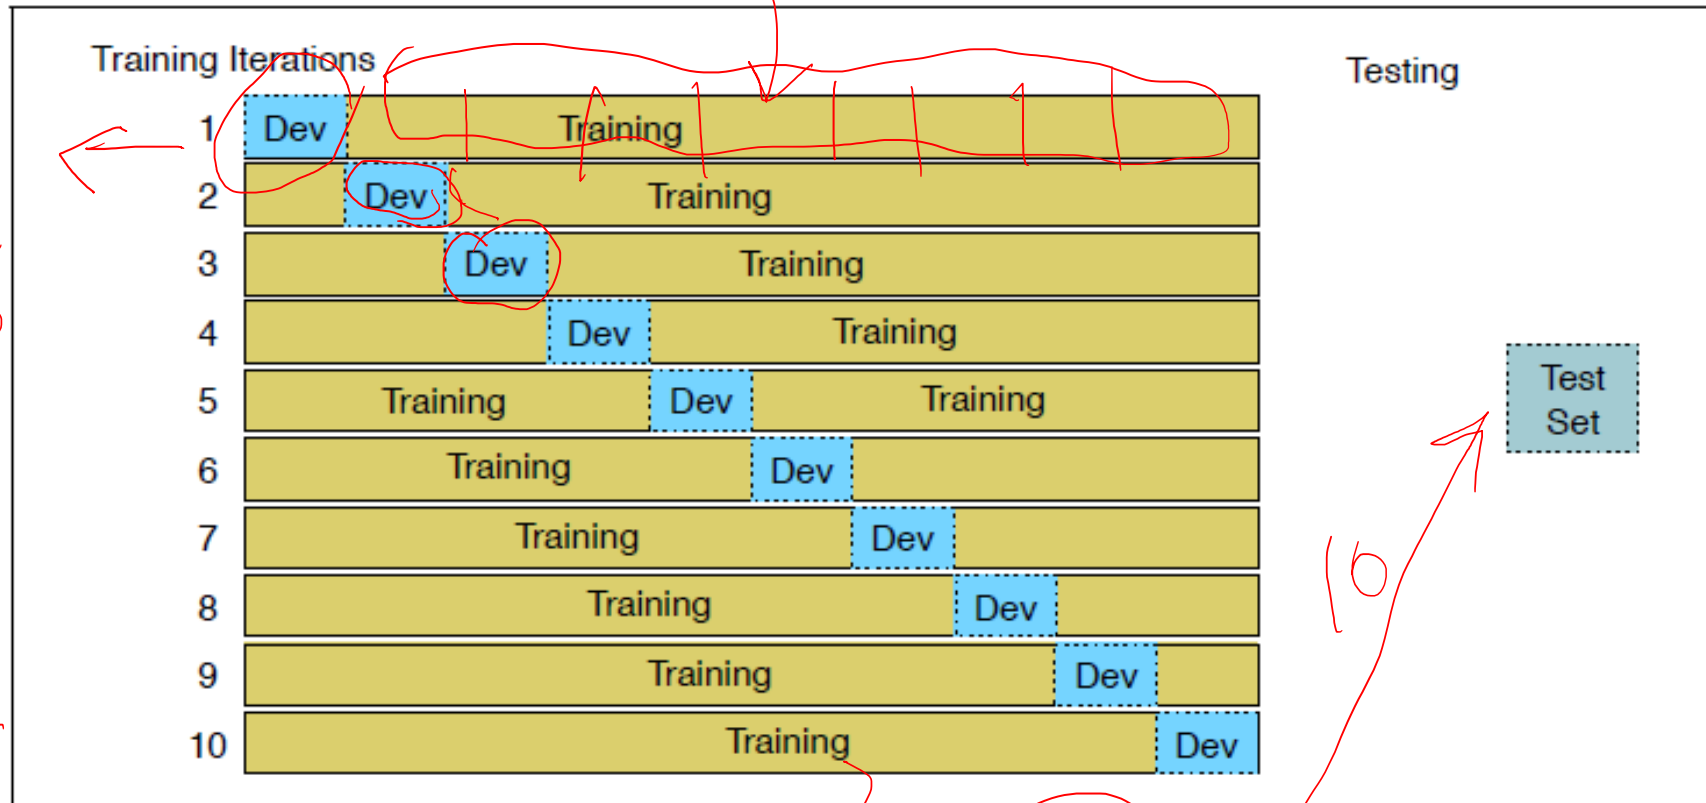 Training Iterations
Testing
1 Dev Training
2 Dev Training
3 Dev Training
4 Dev Training
5 Training Dev Training
6 Training Dev
7 Training Dev
8 Training Dev
9 Training Dev
10 Training Dev
Test
Set
10